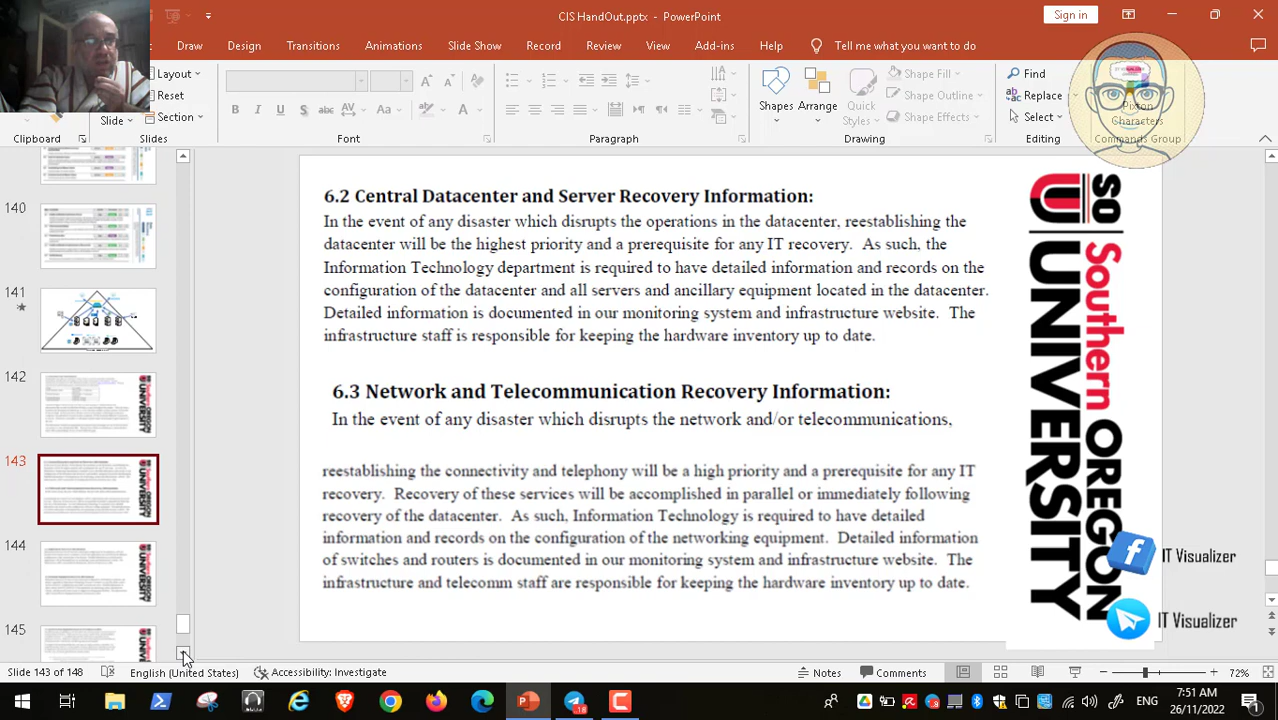 CIS HandOut.pptx - PowerPoint
Sign in
Draw
Design
Transitions
Animations
Slide Show
Record
Review
View
Add-ins
Help
Tell me what you want to do
Layout
Reset
Slide
Section
B I U S abc AV Aa A
Shapes
Arrange
Quick
Styles
Shape Fill
Shape Outline
Shape Effects
Find
Replace
Select
Pixton
Characters
Clipboard
Slides
Font
Paragraph
Drawing
Editing
Commands Group
140
141
142
143
144
145
6.2 Central Datacenter and Server Recovery Information:
In the event of any disaster which disrupts the operations in the datacenter, reestablishing the
datacenter will be the highest priority and a prerequisite for any IT recovery. As such, the
Information Technology department is required to have detailed information and records on the
configuration of the datacenter and all servers and ancillary equipment located in the datacenter.
Detailed information is documented in our monitoring system and infrastructure website. The
infrastructure staff is responsible for keeping the hardware inventory up to date.
6.3 Network and Telecommunication Recovery Information:
In the event of any disaster which disrupts the network and/or telecommunications,
reestablishing the connectivity and telephony will be a high priority and a prerequisite for any IT
recovery. Recovery of these services will be accomplished in parallel or immediately following
recovery of the datacenter. As such, Information Technology is required to have detailed
information and records on the configuration of the networking equipment. Detailed information
of switches and routers is documented in our monitoring system and infrastructure website. The
infrastructure and telecom staff are responsible for keeping the hardware inventory up to date.
SO U
Southern OREGON
UNIVERSITY
IT Visualizer
IT Visualizer
Slide 143 of 148
English (United States)
Accessibility: Investigate
Notes
Comments
72%
18
ENG
7:51 AM
26/11/2022